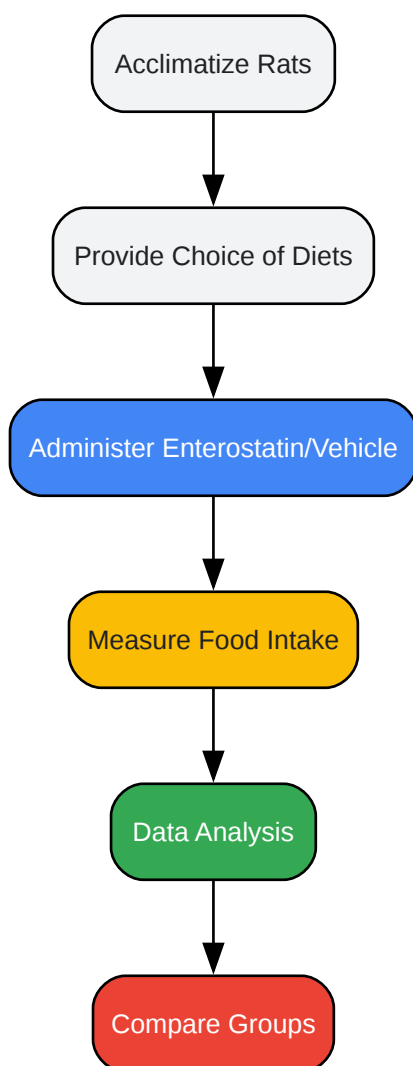 Acclimatize Rats
Provide Choice of Diets
Administer Enterostatin/Vehicle
Measure Food Intake
Data Analysis
Compare Groups